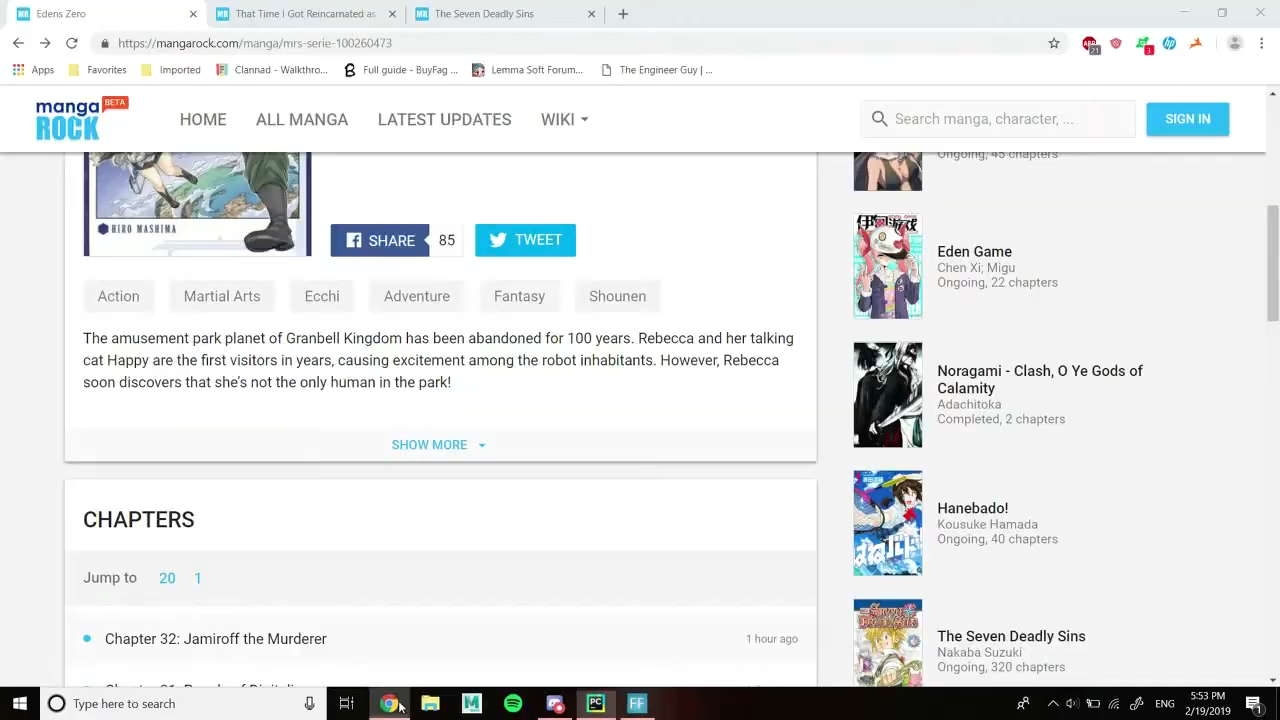 Edens Zero
That Time I Got Reincarnated as
The Seven Deadly Sins
https://mangarock.com/manga/mrs-serie-100260473
21
3
Apps
Favorites
Imported
Clannad - Walkthro...
Full guide - BuyFag ...
Lemma Soft Forum...
The Engineer Guy | ...
manga
BETA
ROCK
HOME
ALL MANGA
LATEST UPDATES
WIKI
Search manga, character, ...
SIGN IN
HIRO MASHIMA
SHARE
85
TWEET
Action
Martial Arts
Ecchi
Adventure
Fantasy
Shounen
The amusement park planet of Granbell Kingdom has been abandoned for 100 years. Rebecca and her talking
cat Happy are the first visitors in years, causing excitement among the robot inhabitants. However, Rebecca
soon discovers that she's not the only human in the park!
SHOW MORE
CHAPTERS
Jump to 20 1
Chapter 32: Jamiroff the Murderer
1 hour ago
Ongoing, 45 chapters
Eden Game
Chen Xi; Migu
Ongoing, 22 chapters
Noragami - Clash, O Ye Gods of
Calamity
Adachitoka
Completed, 2 chapters
Hanebado!
Kousuke Hamada
Ongoing, 40 chapters
The Seven Deadly Sins
Nakaba Suzuki
Ongoing, 320 chapters
Type here to search
PC
FF
ENG
5:53 PM
2/19/2019
1